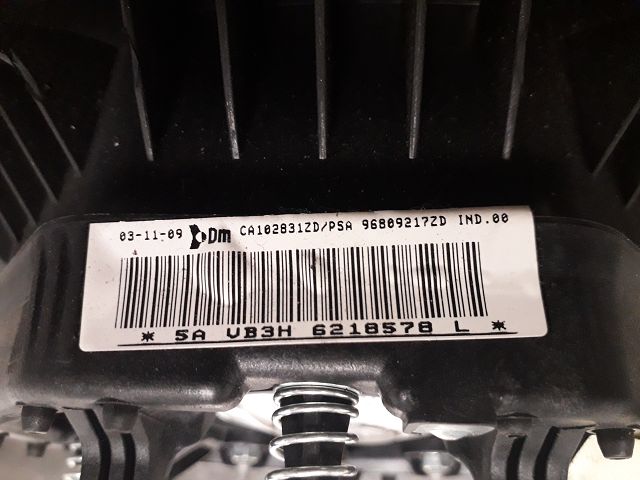 03-11-09 Dm CA102831ZD/PSA 96809217ZD IND.00
* 5A VB3H 6218578 L *